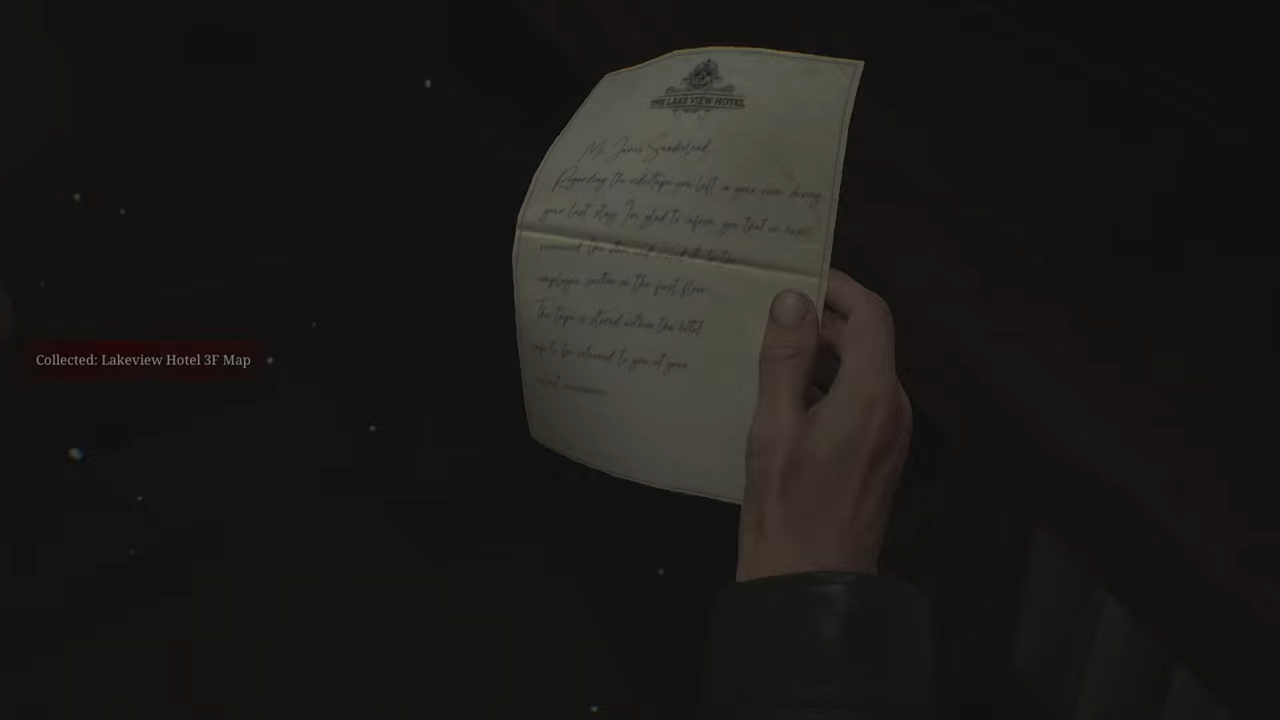 THE LAKE VIEW HOTEL
Mr. James Sunderland,
Regarding the videotape you left in your room during
your last stay, I'm glad to inform you that we have
the
employee section on the first floor.
The tape is stored within the hotel
to be returned to you at your
Collected: Lakeview Hotel 3F Map